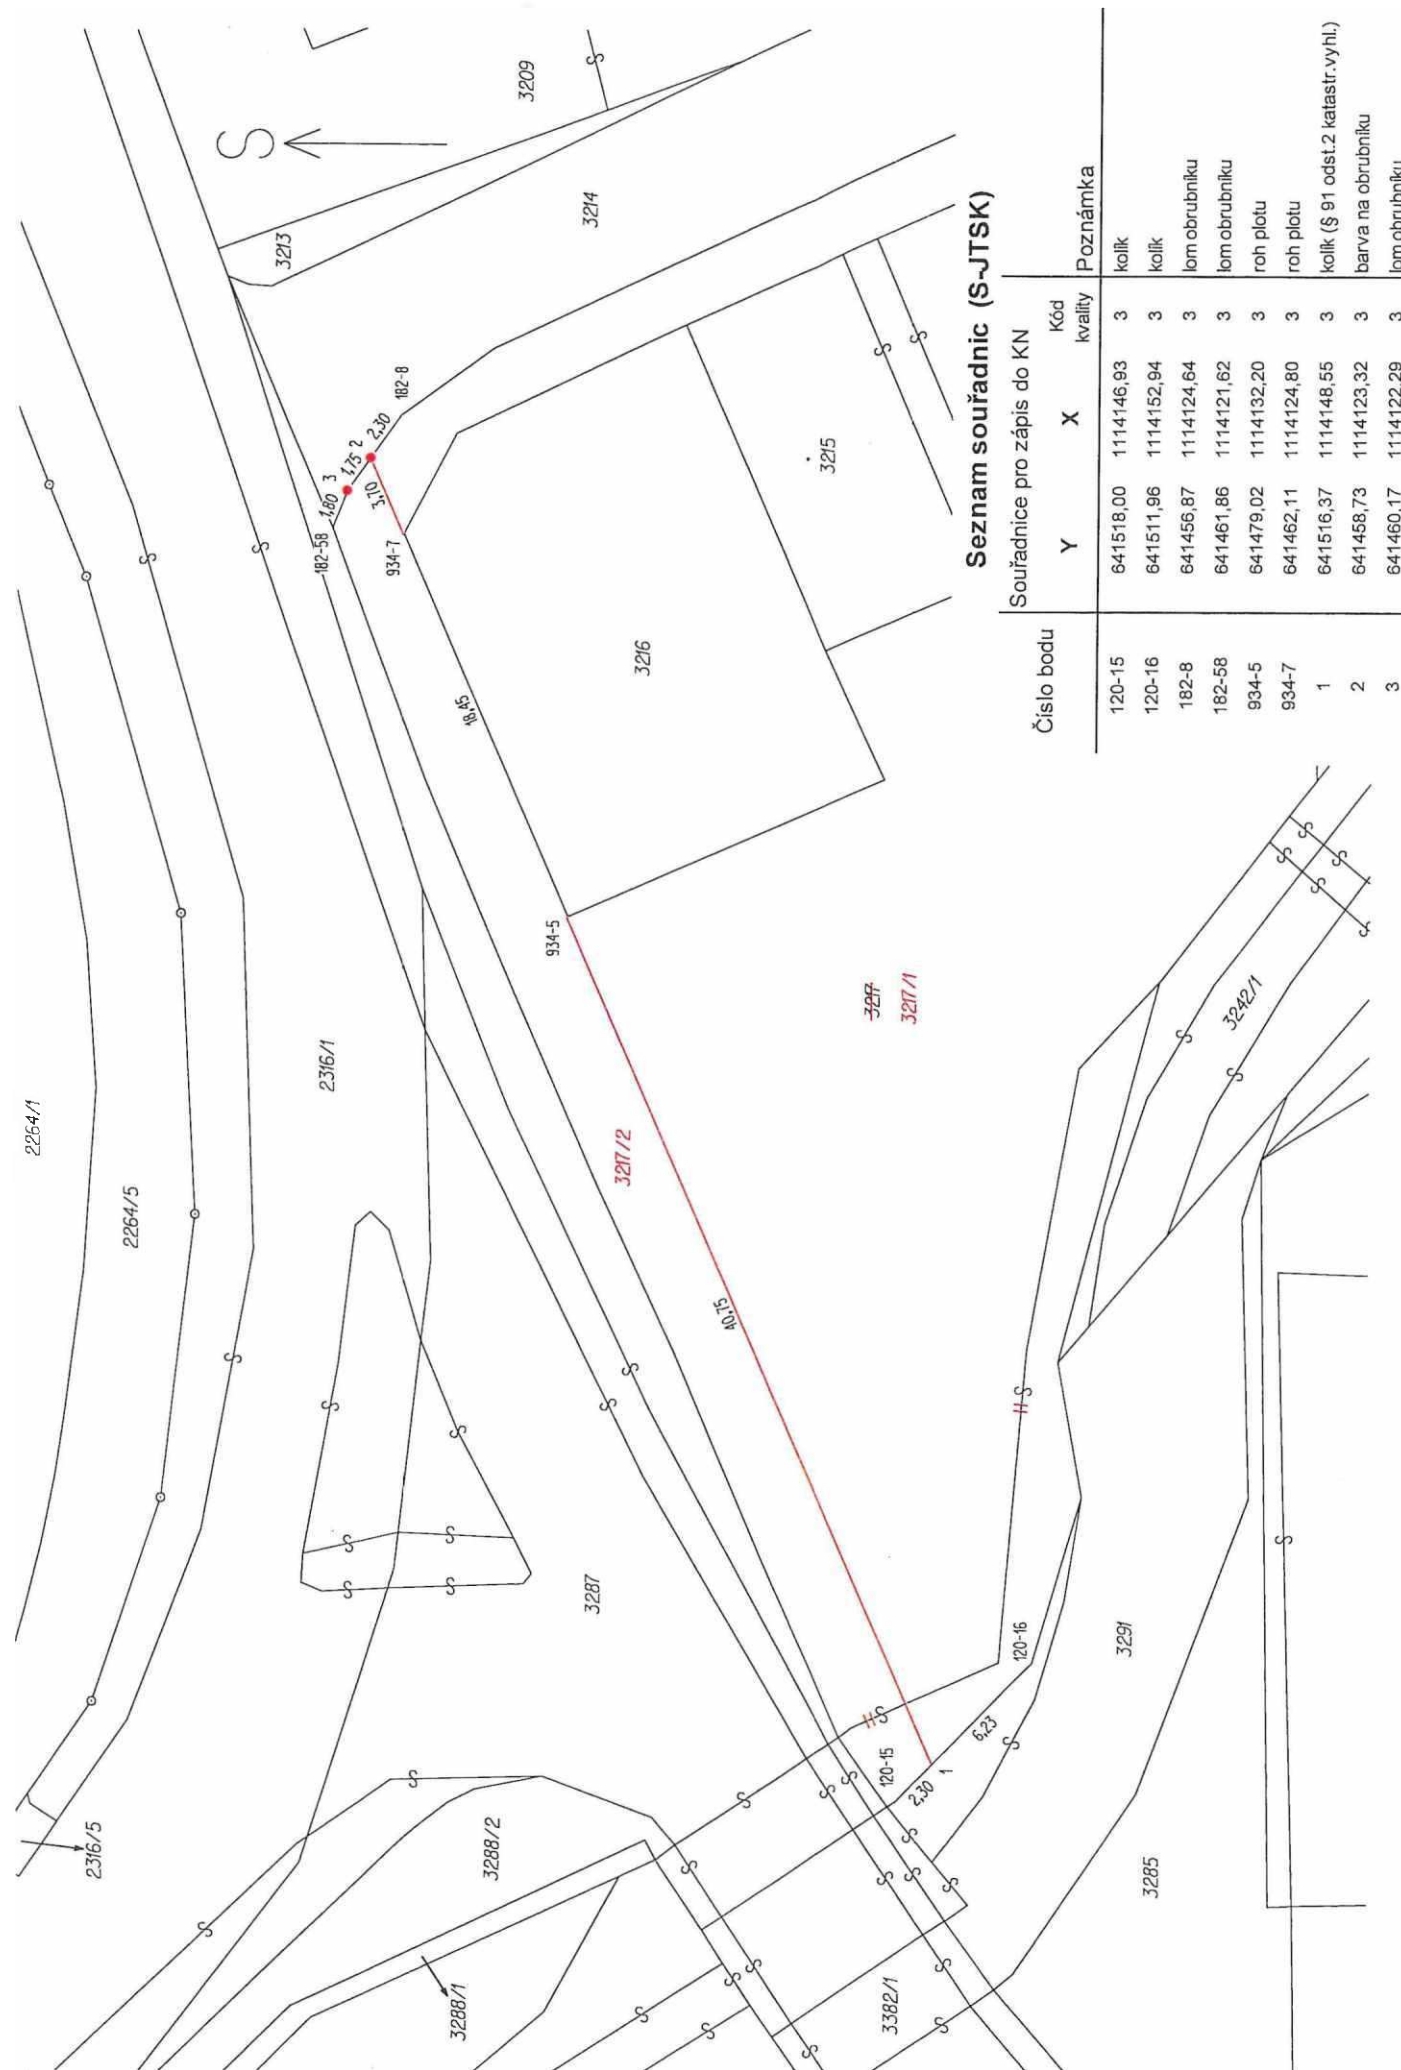 2264/1
2264/5
2316/1
2316/5
3288/2
3288/1
3287
3382/1
3285
3291
3242/1
3217
3217/1
3217/2
3216
3215
3214
3213
3209
S
182-58
1,80
3
1,75
2
2,30
182-8
3,70
934-7
18,45
934-5
40,75
120-15
2,30
1
6,23
120-16
Seznam souřadnic (S-JTSK)
Souřadnice pro zápis do KN
Číslo bodu Y X Kód kvality Poznámka
120-15 641518,00 1114146,93 3 kolík
120-16 641511,96 1114152,94 3 kolík
182-8 641456,87 1114124,64 3 lom obrubníku
182-58 641461,86 1114121,62 3 lom obrubníku
934-5 641479,02 1114132,20 3 roh plotu
934-7 641462,11 1114124,80 3 roh plotu
1 641516,37 1114148,55 3 kolík (§ 91 odst.2 katastr.vyhl.)
2 641458,73 1114123,32 3 barva na obrubníku
3 641460,17 1114122,29 3 lom obrubníku